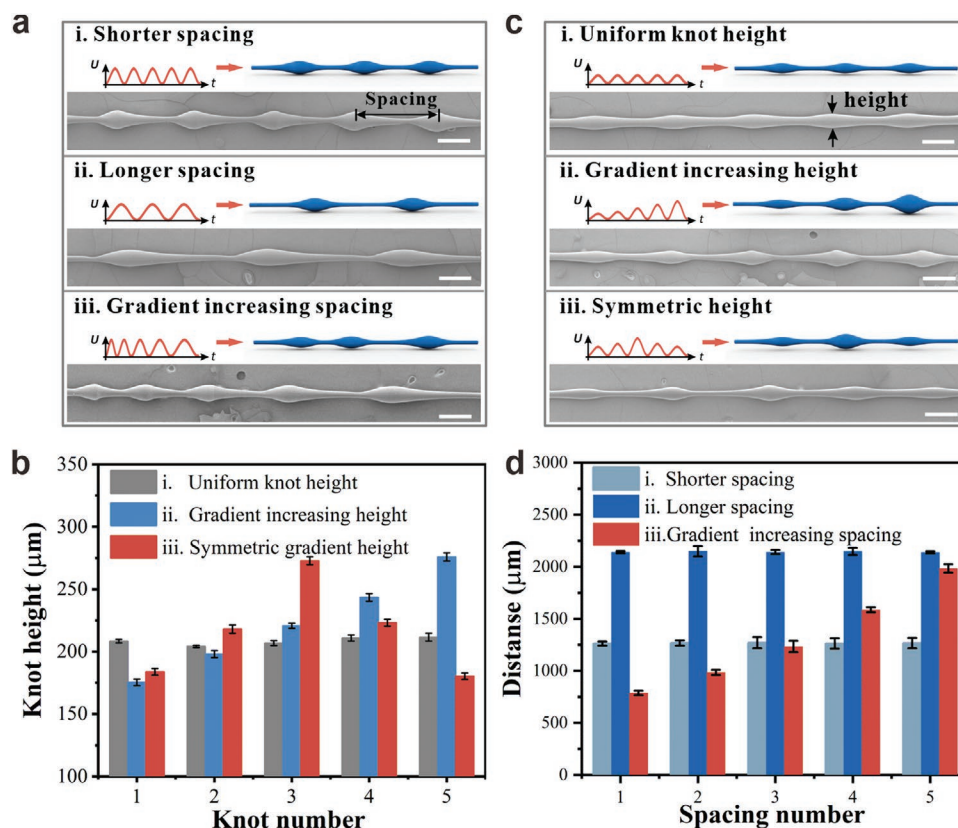 a
i. Shorter spacing
U
t
Spacing
ii. Longer spacing
U
t
iii. Gradient increasing spacing
U
t
c
i. Uniform knot height
U
t
height
ii. Gradient increasing height
U
t
iii. Symmetric height
U
t
b
350
300
250
200
150
100
Knot height (μm)
i. Uniform knot height
ii. Gradient increasing height
iii. Symmetric gradient height
1 2 3 4 5
Knot number
d
3000
2500
2000
1500
1000
750
500
0
Distanse (μm)
i. Shorter spacing
ii. Longer spacing
iii.Gradient increasing spacing
1 2 3 4 5
Spacing number